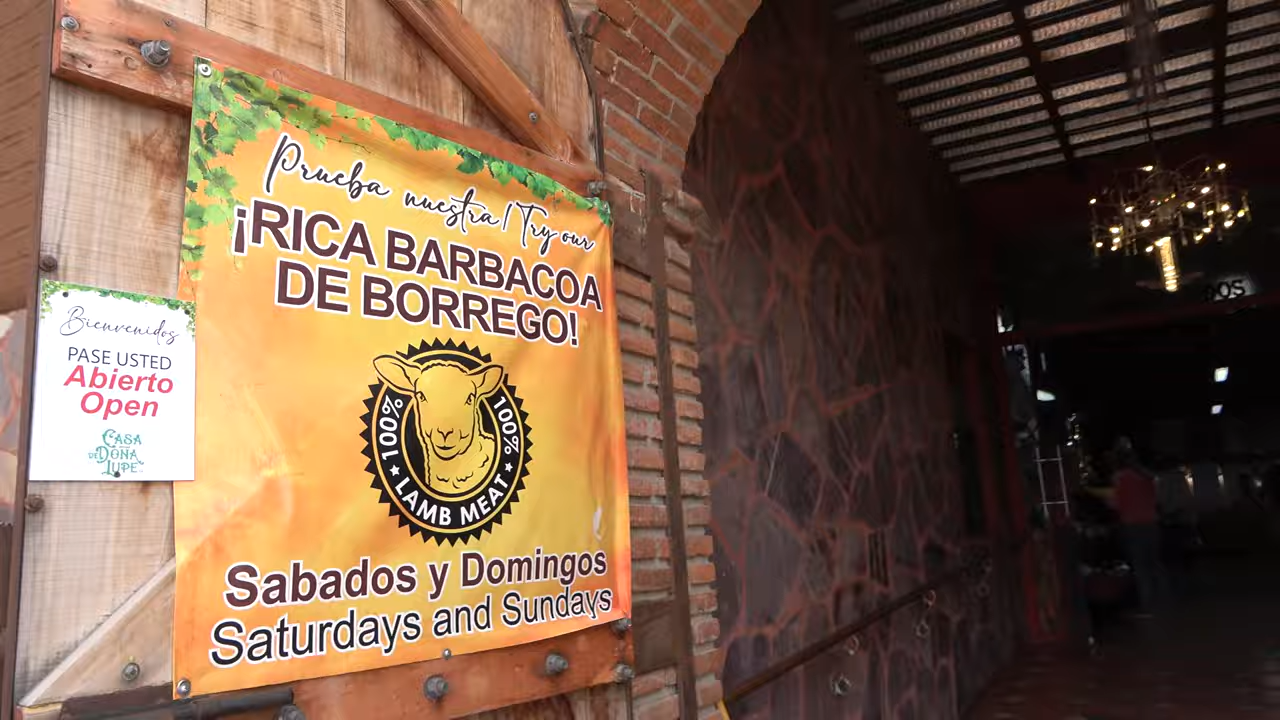 Prueba nuestra / Try our
¡RICA BARBACOA
DE BORREGO!
100% 100%
★ LAMB MEAT ★
Sabados y Domingos
Saturdays and Sundays
Bienvenidos
PASE USTED
Abierto
Open
CASA
DE DOÑA
LUPE